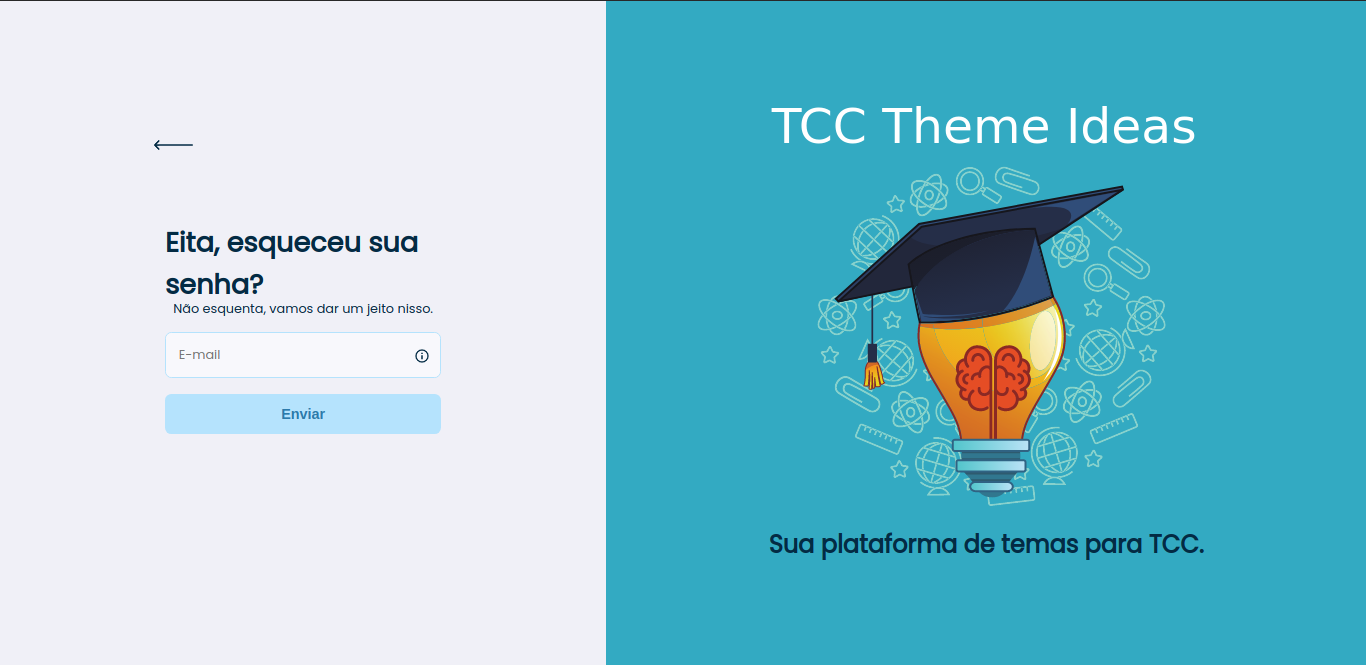 Eita, esqueceu sua
senha?
Não esquenta, vamos dar um jeito nisso.
E-mail
Enviar
TCC Theme Ideas
Sua plataforma de temas para TCC.